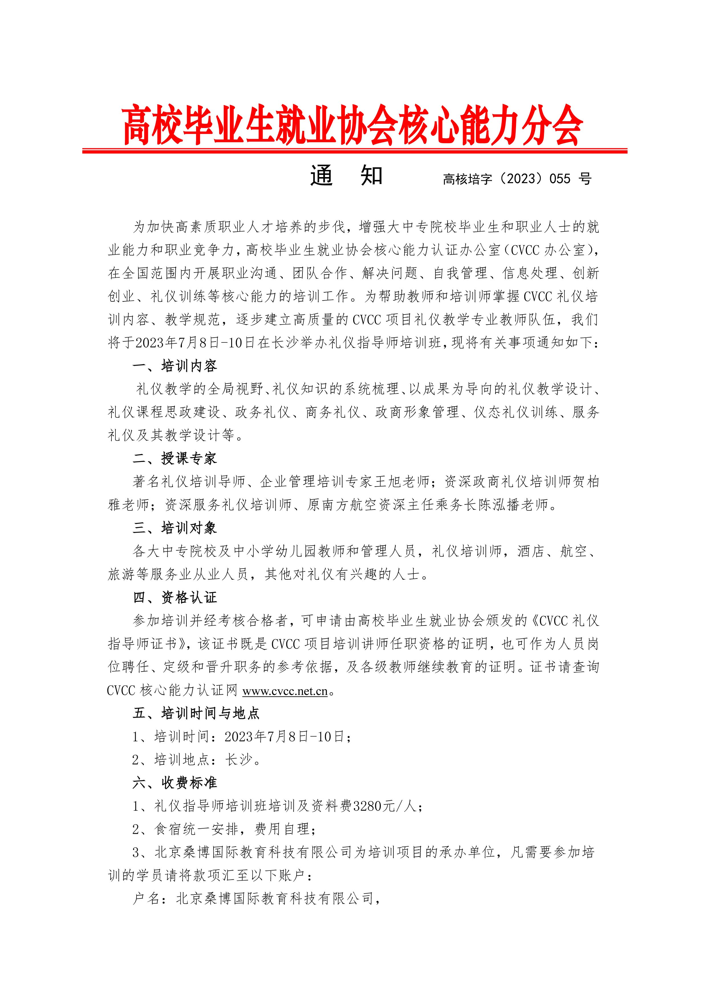 高校毕业生就业协会核心能力分会
通 知 高核培字（2023）055 号
为加快高素质职业人才培养的步伐，增强大中专院校毕业生和职业人士的就
业能力和职业竞争力，高校毕业生就业协会核心能力认证办公室（CVCC 办公室），
在全国范围内开展职业沟通、团队合作、解决问题、自我管理、信息处理、创新
创业、礼仪训练等核心能力的培训工作。为帮助教师和培训师掌握 CVCC 礼仪培
训内容、教学规范，逐步建立高质量的 CVCC 项目礼仪教学专业教师队伍，我们
将于2023年7月8日-10日在长沙举办礼仪指导师培训班，现将有关事项通知如下：
一、培训内容
礼仪教学的全局视野、礼仪知识的系统梳理、以成果为导向的礼仪教学设计、
礼仪课程思政建设、政务礼仪、商务礼仪、政商形象管理、仪态礼仪训练、服务
礼仪及其教学设计等。
二、授课专家
著名礼仪培训导师、企业管理培训专家王旭老师；资深政商礼仪培训师贺柏
雅老师；资深服务礼仪培训师、原南方航空资深主任乘务长陈泓播老师。
三、培训对象
各大中专院校及中小学幼儿园教师和管理人员，礼仪培训师，酒店、航空、
旅游等服务业从业人员，其他对礼仪有兴趣的人士。
四、资格认证
参加培训并经考核合格者，可申请由高校毕业生就业协会颁发的《CVCC 礼仪
指导师证书》，该证书既是 CVCC 项目培训讲师任职资格的证明，也可作为人员岗
位聘任、定级和晋升职务的参考依据，及各级教师继续教育的证明。证书请查询
CVCC 核心能力认证网 www.cvcc.net.cn。
五、培训时间与地点
1、培训时间：2023年7月8日-10日；
2、培训地点：长沙。
六、收费标准
1、礼仪指导师培训班培训及资料费3280元/人；
2、食宿统一安排，费用自理；
3、北京桑博国际教育科技有限公司为培训项目的承办单位，凡需要参加培
训的学员请将款项汇至以下账户：
户名：北京桑博国际教育科技有限公司，